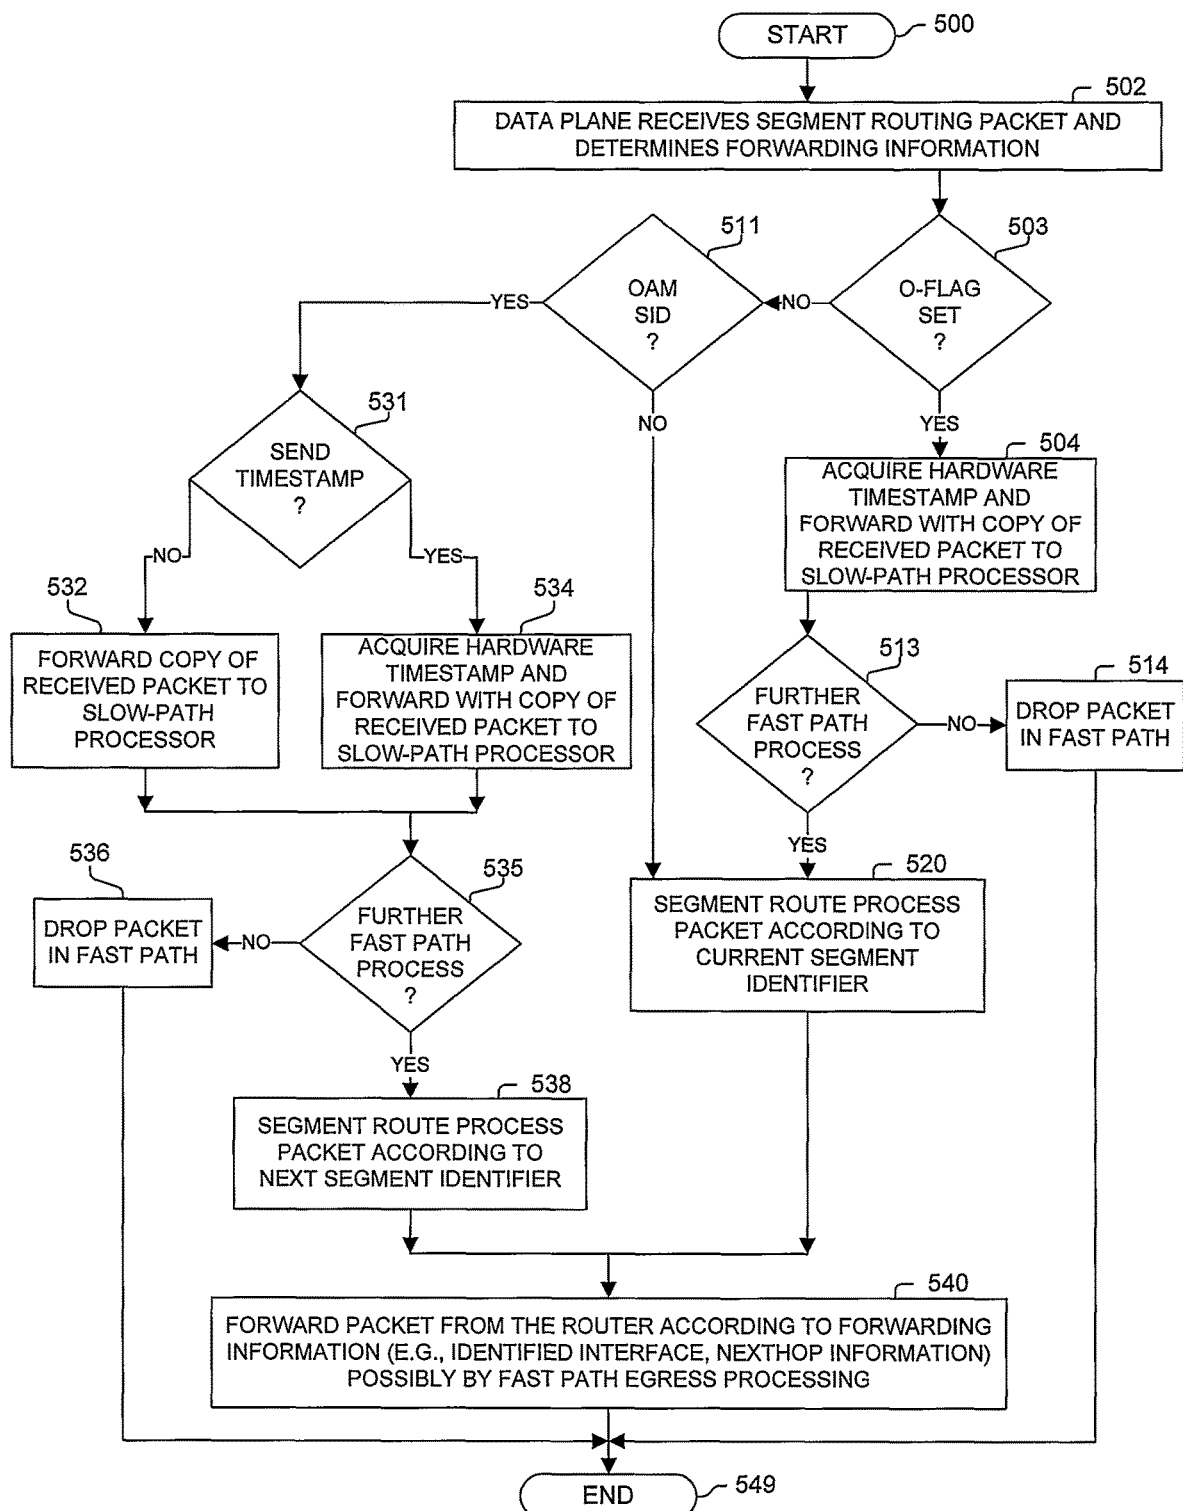 START
500
502
DATA PLANE RECEIVES SEGMENT ROUTING PACKET AND
DETERMINES FORWARDING INFORMATION
511
503
OAM
SID
?
O-FLAG
SET
?
YES
NO
NO
YES
531
SEND
TIMESTAMP
?
504
ACQUIRE HARDWARE
TIMESTAMP AND
FORWARD WITH COPY OF
RECEIVED PACKET TO
SLOW-PATH PROCESSOR
NO
YES
532
534
FORWARD COPY OF
RECEIVED PACKET TO
SLOW-PATH
PROCESSOR
ACQUIRE HARDWARE
TIMESTAMP AND
FORWARD WITH COPY OF
RECEIVED PACKET TO
SLOW-PATH PROCESSOR
513
FURTHER
FAST PATH
PROCESS
?
NO
514
DROP PACKET
IN FAST PATH
YES
536
DROP PACKET
IN FAST PATH
NO
535
FURTHER
FAST PATH
PROCESS
?
520
SEGMENT ROUTE PROCESS
PACKET ACCORDING TO
CURRENT SEGMENT
IDENTIFIER
YES
538
SEGMENT ROUTE PROCESS
PACKET ACCORDING TO
NEXT SEGMENT IDENTIFIER
540
FORWARD PACKET FROM THE ROUTER ACCORDING TO FORWARDING
INFORMATION (E.G., IDENTIFIED INTERFACE, NEXTHOP INFORMATION)
POSSIBLY BY FAST PATH EGRESS PROCESSING
END
549